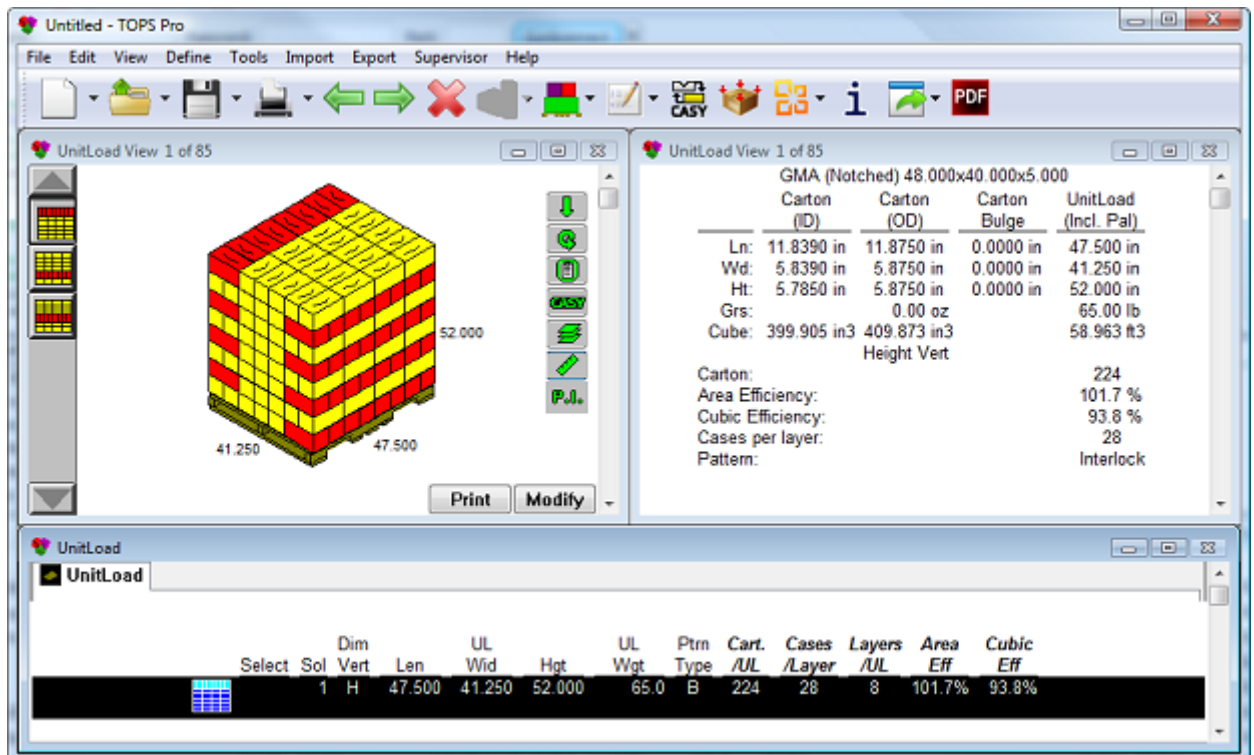 Untitled - TOPS Pro
File Edit View Define Tools Import Export Supervisor Help
CASY
i
PDF
UnitLoad View 1 of 85
CASY
P.I.
52.000
41.250
47.500
Print Modify
UnitLoad View 1 of 85
GMA (Notched) 48.000x40.000x5.000
Carton Carton Carton UnitLoad
(ID) (OD) Bulge (Incl. Pal)
Ln: 11.8390 in 11.8750 in 0.0000 in 47.500 in
Wd: 5.8390 in 5.8750 in 0.0000 in 41.250 in
Ht: 5.7850 in 5.8750 in 0.0000 in 52.000 in
Grs: 0.00 oz 65.00 lb
Cube: 399.905 in3 409.873 in3 58.963 ft3
Height Vert
Carton: 224
Area Efficiency: 101.7 %
Cubic Efficiency: 93.8 %
Cases per layer: 28
Pattern: Interlock
UnitLoad
UnitLoad
Dim UL UL Ptrn Cart. Cases Layers Area Cubic
Select Sol Vert Len Wid Hgt Wgt Type /UL /Layer /UL Eff Eff
1 H 47.500 41.250 52.000 65.0 B 224 28 8 101.7% 93.8%